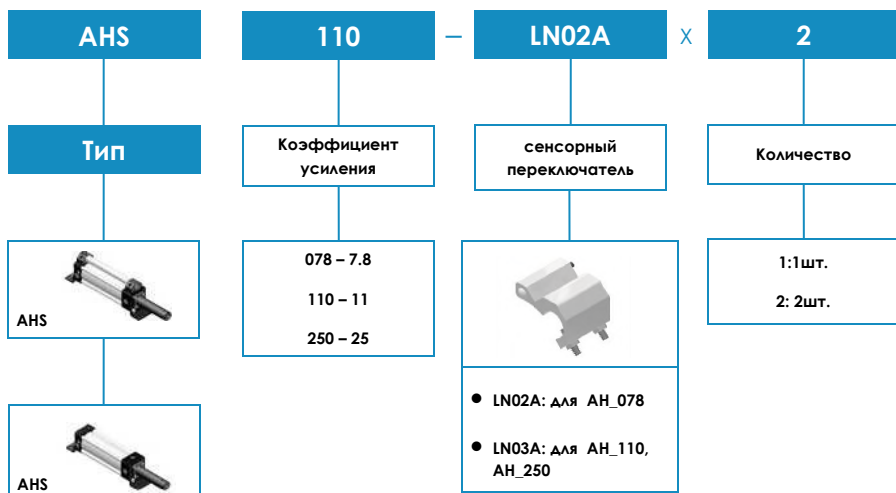 AHS
110
–
LN02A
X
2
Тип
Коэффициент
усиления
сенсорный
переключатель
Количество
AHS
078 – 7.8
110 – 11
250 – 25
1:1шт.
2: 2шт.
● LN02A: для AH_078
● LN03A: для AH_110,
AH_250
AHS